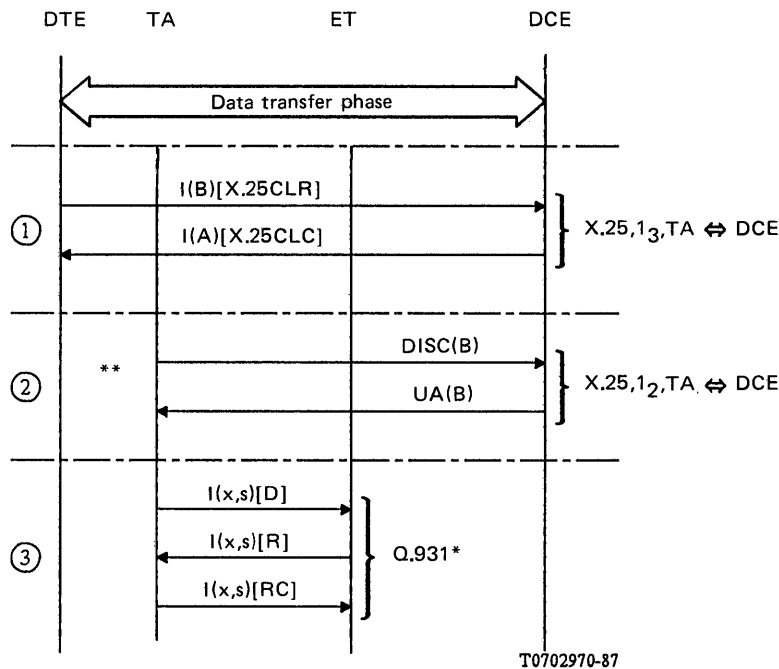 DTE TA ET DCE
Data transfer phase
I(B)[X.25CLR]
① I(A)[X.25CLC] X.25,1₃,TA ⇔ DCE
DISC(B)
② ** UA(B) X.25,1₂,TA ⇔ DCE
I(x,s)[D]
③ I(x,s)[R] Q.931*
I(x,s)[RC]
T0702970-87